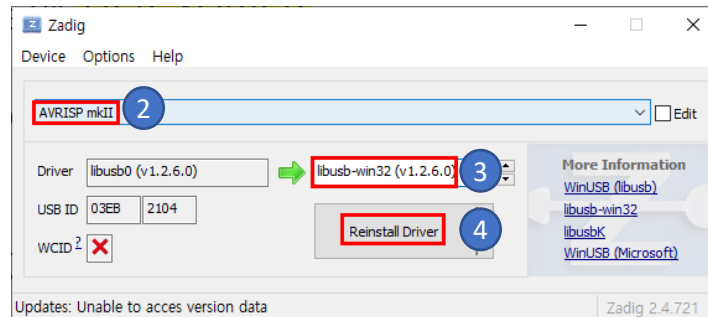 Zadig
Device Options Help
AVRISP mkII 2 Edit
Driver libusb0 (v1.2.6.0) libusb-win32 (v1.2.6.0) 3
USB ID 03EB 2104
WCID ?
Reinstall Driver 4
More Information
WinUSB (libusb)
libusb-win32
libusbK
WinUSB (Microsoft)
Updates: Unable to acces version data
Zadig 2.4.721